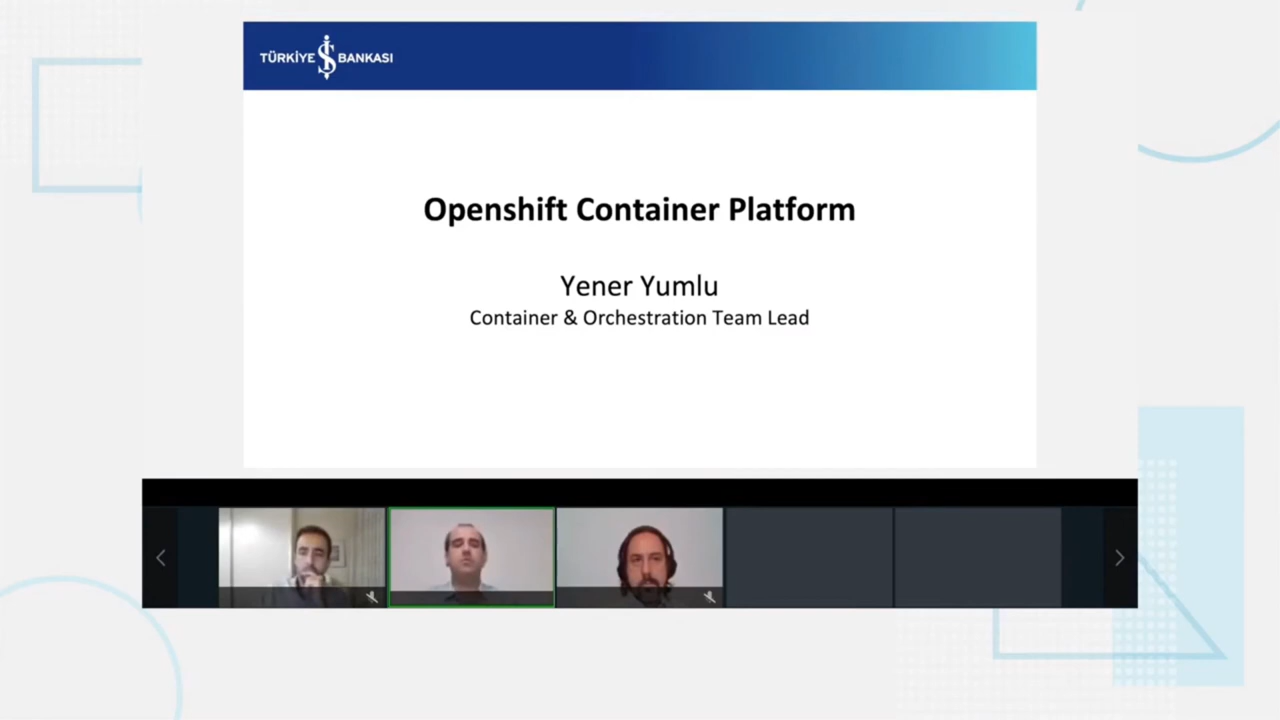 TÜRKİYE İŞ BANKASI
Openshift Container Platform
Yener Yumlu
Container & Orchestration Team Lead